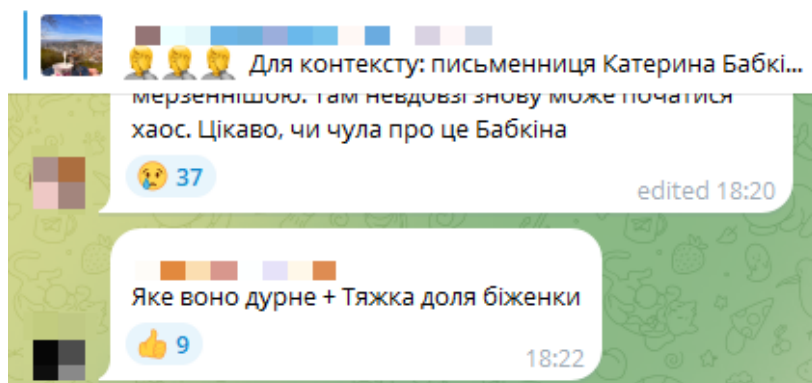 Для контексту: письменниця Катерина Бабкі...
мерзеннішою. Там невдовзі знову може початися
хаос. Цікаво, чи чула про це Бабкіна
37
edited 18:20
Яке воно дурне + Тяжка доля біженки
9
18:22